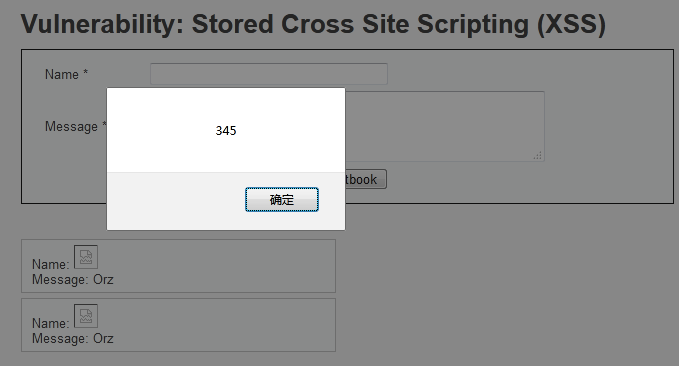 Vulnerability: Stored Cross Site Scripting (XSS)
Name *
Message *
345
tbook
确定
Name:
Message: Orz
Name:
Message: Orz